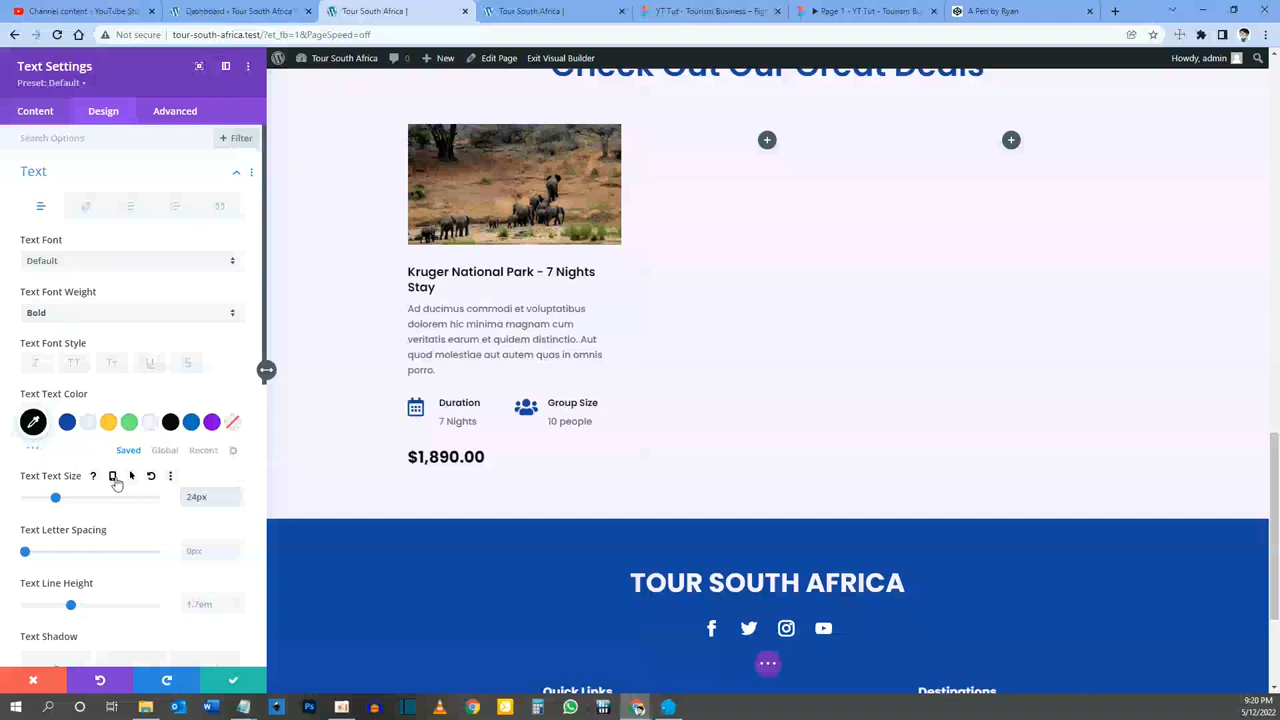 Channel content - YouTube Stu
Dashboard ‹ Tour South Africa
Tour South Africa |
Tour South Africa |
YT Tut - Tourism Business – Figm
Page 1 - YT Tut - Tourism Bu
A Pen by Ryan
Not secure
tour-south-africa.test/?et_fb=1&PageSpeed=off
Tour South Africa
0
New
Edit Page
Exit Visual Builder
Howdy, admin
Text Settings
Preset: Default
Content
Design
Advanced
Search Options
+ Filter
Text
Text Font
Default
Text Font Weight
Bold
Text Font Style
I
TT
Tт
U
S
Text Text Color
Saved
Global
Recent
Text Text Size
?
24px
Text Letter Spacing
0px
Text Line Height
1.7em
Text Shadow
Check Out Our Great Deals
Kruger National Park – 7 Nights
Stay
Ad ducimus commodi et voluptatibus
dolorem hic minima magnam cum
veritatis earum et quidem distinctio. Aut
quod molestiae aut autem quas in omnis
porro.
Duration
7 Nights
Group Size
10 people
$1,890.00
TOUR SOUTH AFRICA
Quick Links
Destinations
9:20 PM
5/12/2022